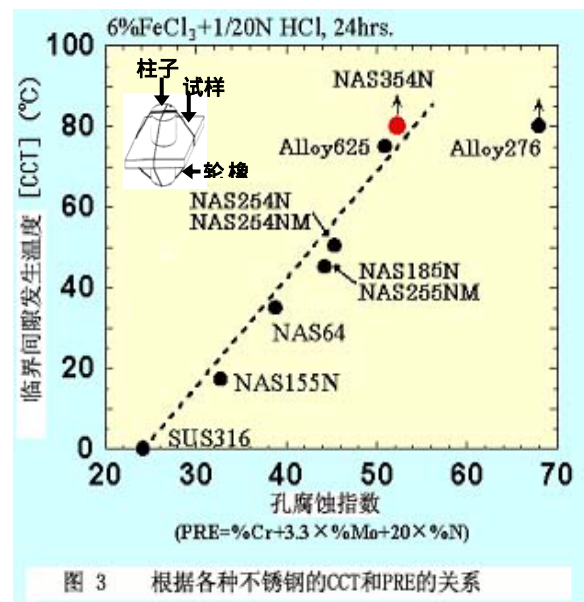 6%FeCl₃+1/20N HCl, 24hrs.
100
80
60
40
20
0
临界间隙发生温度 [CCT] (℃)
柱子
试样
轮橡
NAS354N
Alloy625
Alloy276
NAS254N
NAS254NM
NAS185N
NAS255NM
NAS64
NAS155N
SUS316
20 30 40 50 60 70
孔腐蚀指数
(PRE=%Cr+3.3×%Mo+20×%N)
图 3 根据各种不锈钢的CCT和PRE的关系